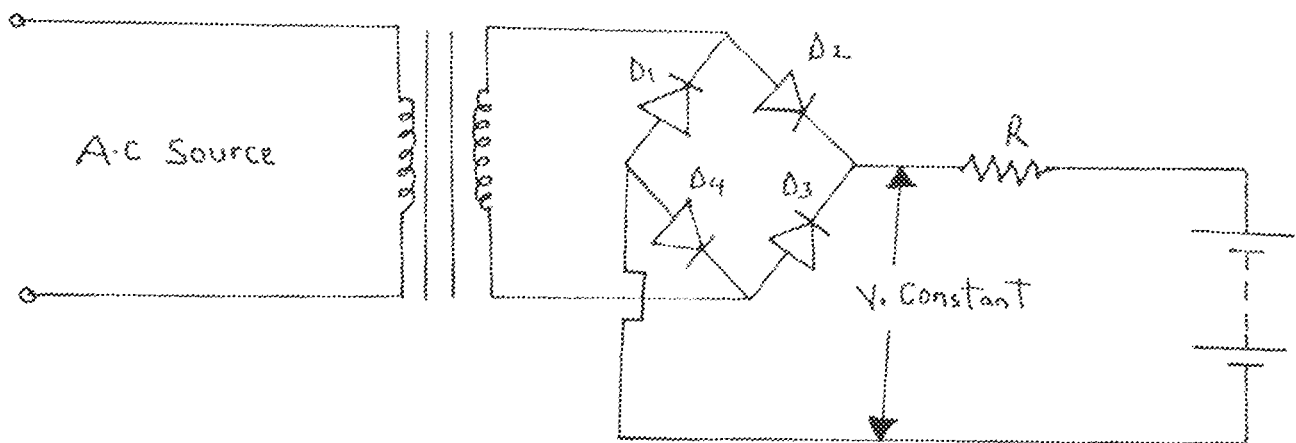 D1
D2
A.C Source
R
D4
D3
V. Constant